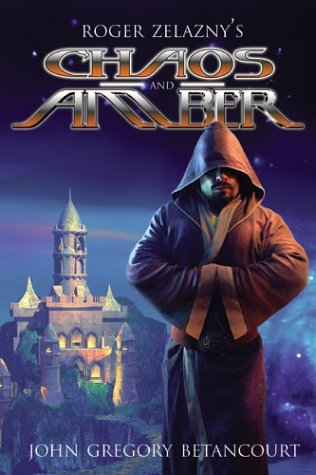 ROGER ZELAZNY'S
CHAOS
AND
AMBER
JOHN GREGORY BETANCOURT